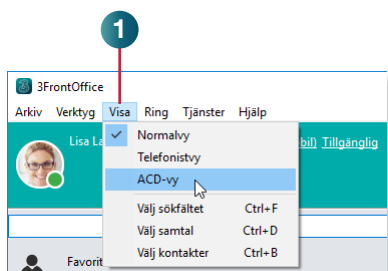 1
3FrontOffice
Arkiv Verktyg Visa Ring Tjänster Hjälp
Lisa bil) Tillgänglig
Normalvy
Telefonistvy
ACD-vy
Välj sökfältet Ctrl+F
Välj samtal Ctrl+D
Välj kontakter Ctrl+B
Favorit